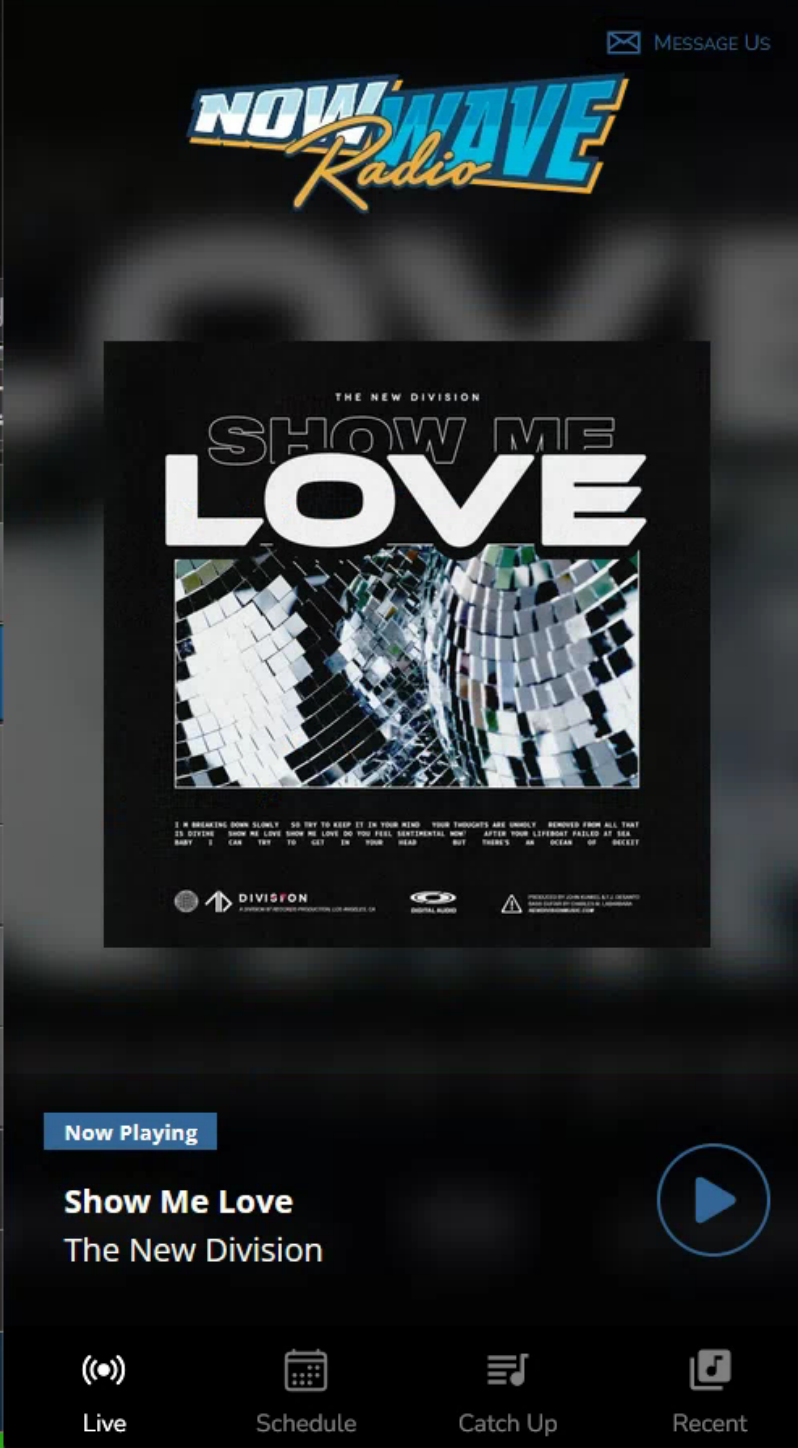 Message Us
NOW WAVE
Radio
THE NEW DIVISION
SHOW ME
LOVE
I M BREAKING DOWN SLOWLY SO TRY TO KEEP IT IN YOUR MIND YOUR THOUGHTS ARE UNHOLY REMOVED FROM ALL THAT
IS DIVINE SHOW ME LOVE SHOW ME LOVE DO YOU FEEL SENTIMENTAL NOW? AFTER YOUR LIFEBOAT FAILED AT SEA
BABY I CAN TRY TO GET IN YOUR HEAD BUT THERE'S AN OCEAN OF DECEIT
DIVISION
DIGITAL AUDIO
Now Playing
Show Me Love
The New Division
Live
Schedule
Catch Up
Recent